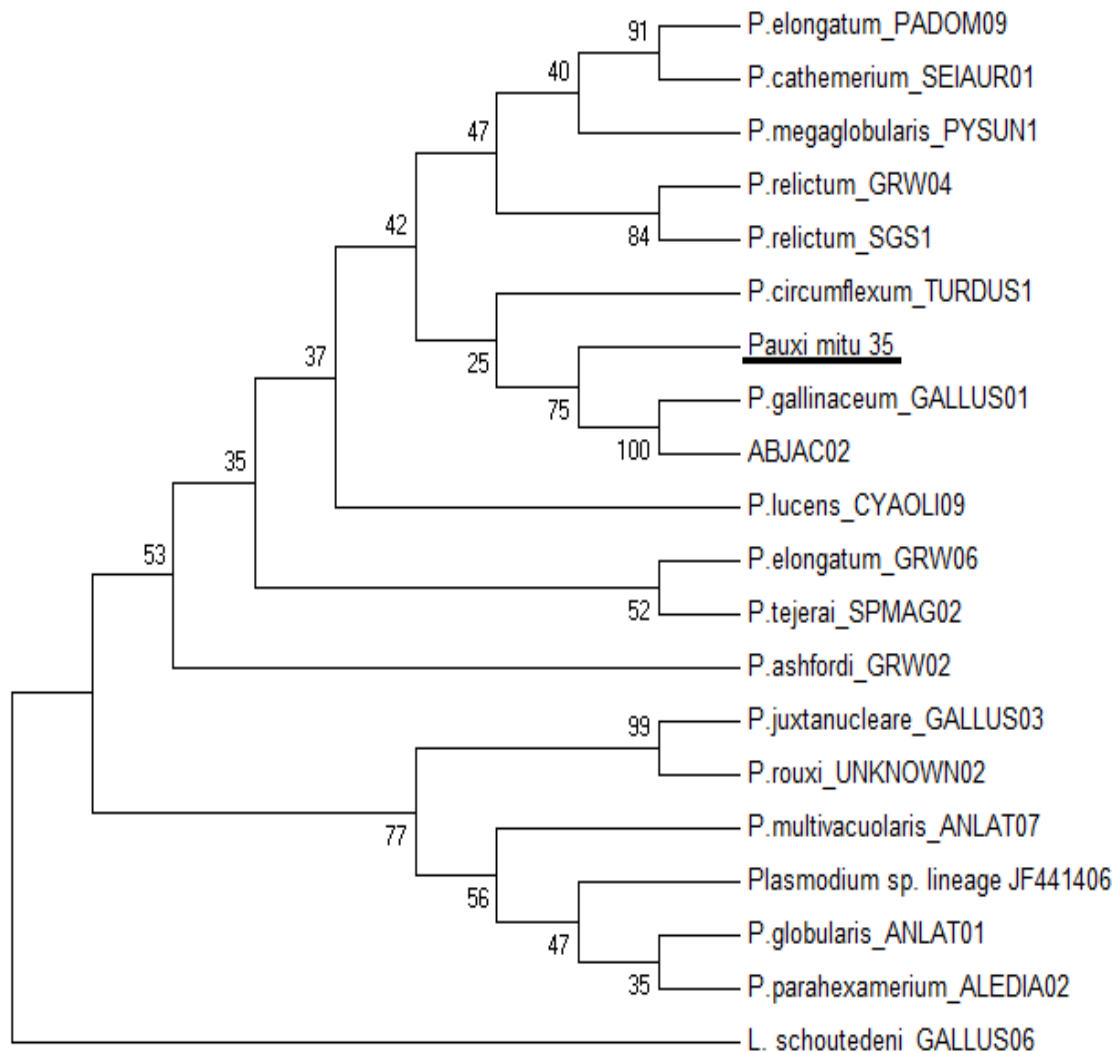 91
P.elongatum_PADOM09
40
P.cathemerium_SEIAUR01
47
P.megaglobularis_PYSUN1
P.relictum_GRW04
42
84
P.relictum_SGS1
P.circumflexum_TURDUS1
37
25
Pauxi mitu 35
75
P.gallinaceum_GALLUS01
35
100
ABJAC02
P.lucens_CYAOLI09
53
P.elongatum_GRW06
52
P.tejerai_SPMAG02
P.ashfordi_GRW02
99
P.juxtanucleare_GALLUS03
P.rouxi_UNKNOWN02
77
P.multivacuolaris_ANLAT07
56
Plasmodium sp. lineage JF441406
47
P.globularis_ANLAT01
35
P.parahexamerium_ALEDIA02
L. schoutedeni_GALLUS06